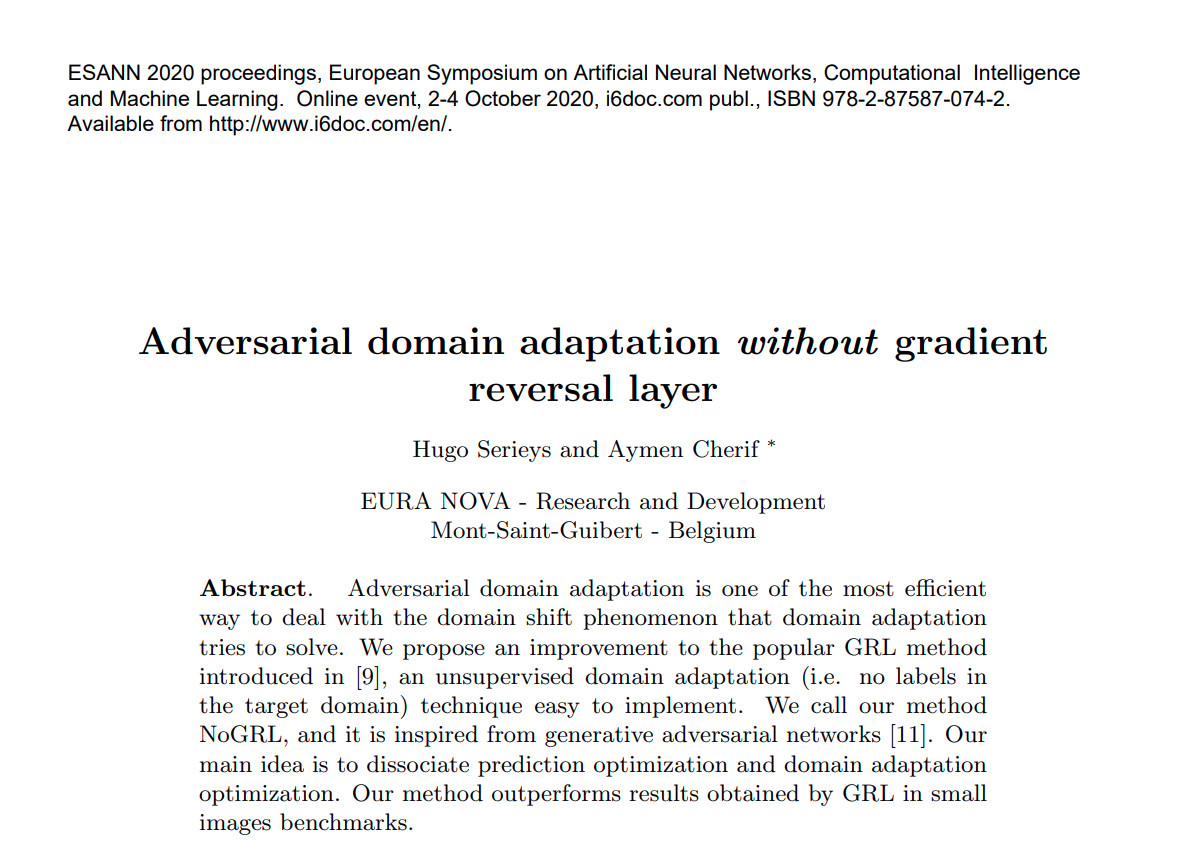 ESANN 2020 proceedings, European Symposium on Artificial Neural Networks, Computational  Intelligence
and Machine Learning.  Online event, 2-4 October 2020, i6doc.com publ., ISBN 978-2-87587-074-2.
Available from http://www.i6doc.com/en/.
Adversarial domain adaptation without gradient
reversal layer
Hugo Serieys and Aymen Cherif *
EURA NOVA - Research and Development
Mont-Saint-Guibert - Belgium
Abstract. Adversarial domain adaptation is one of the most efficient
way to deal with the domain shift phenomenon that domain adaptation
tries to solve. We propose an improvement to the popular GRL method
introduced in [9], an unsupervised domain adaptation (i.e. no labels in
the target domain) technique easy to implement. We call our method
NoGRL, and it is inspired from generative adversarial networks [11]. Our
main idea is to dissociate prediction optimization and domain adaptation
optimization. Our method outperforms results obtained by GRL in small
images benchmarks.